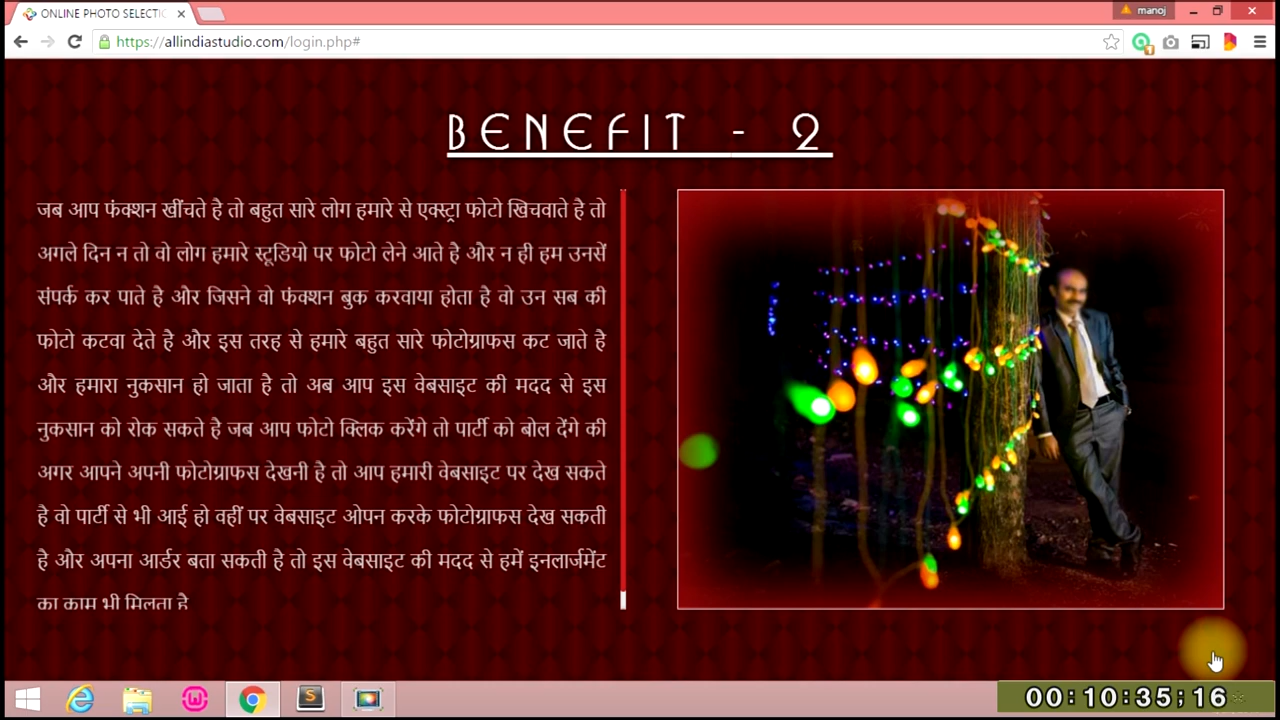 ONLINE PHOTO SELECTIO
manoj
https://allindiastudio.com/login.php#
BENEFIT - 2
जब आप फंक्शन खींचते है तो बहुत सारे लोग हमारे से एक्स्ट्रा फोटो खिचवाते है तो
अगले दिन न तो वो लोग हमारे स्टूडियो पर फोटो लेने आते है और न ही हम उनसें
संपर्क कर पाते है और जिसने वो फंक्शन बुक करवाया होता है वो उन सब की
फोटो कटवा देते है और इस तरह से हमारे बहुत सारे फोटोग्राफस कट जाते है
और हमारा नुकसान हो जाता है तो अब आप इस वेबसाइट की मदद से इस
नुकसान को रोक सकते है जब आप फोटो क्लिक करेंगे तो पार्टी को बोल देंगे की
अगर आपने अपनी फोटोग्राफस देखनी है तो आप हमारी वेबसाइट पर देख सकते
है वो पार्टी से भी आई हो वहीं पर वेबसाइट ओपन करके फोटोग्राफस देख सकती
है और अपना आर्डर बता सकती है तो इस वेबसाइट की मदद से हमें इनलार्जमेंट
का काम भी मिलता है
00:10:35;16